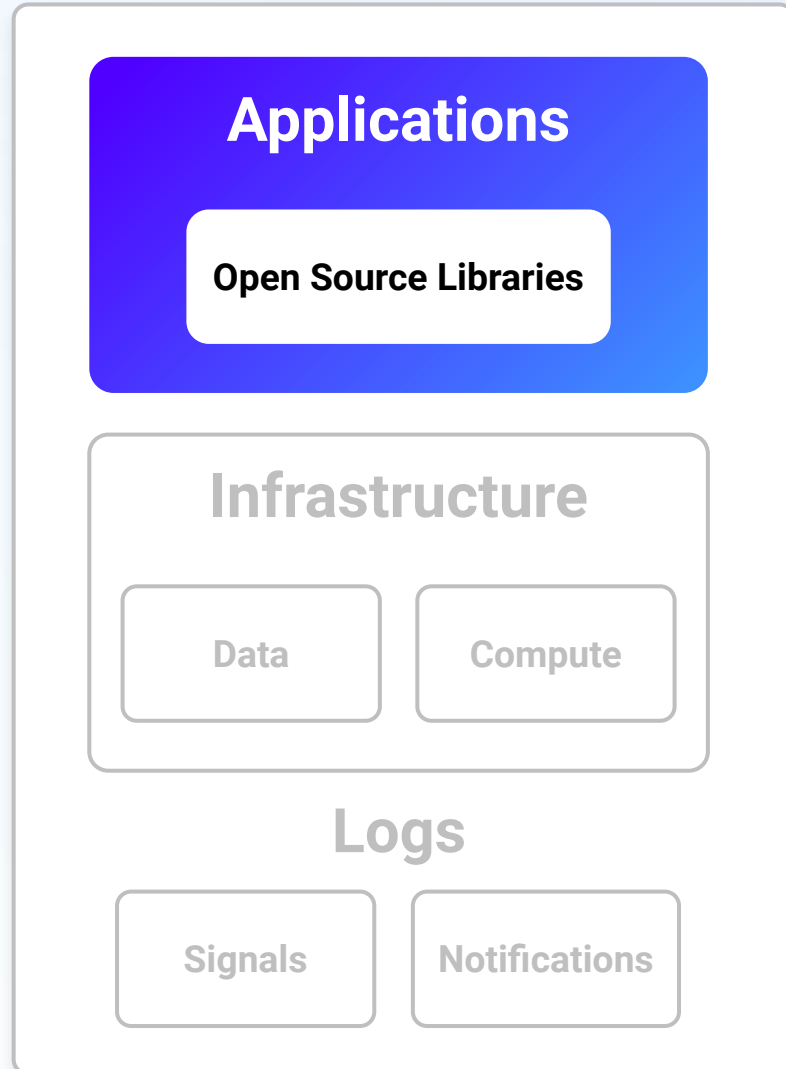 Applications
Open Source Libraries
Infrastructure
Data
Compute
Logs
Signals
Notifications